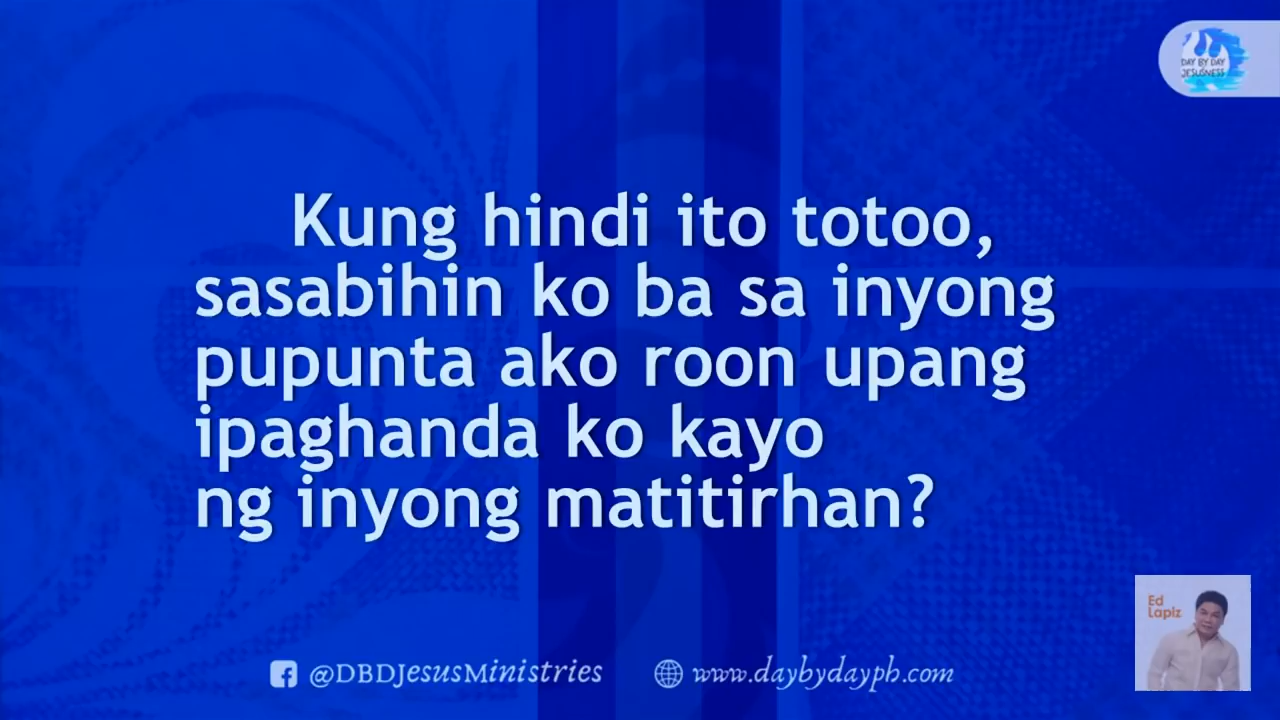 DAY BY DAY
JESUSNESS
Kung hindi ito totoo,
sasabihin ko ba sa inyong
pupunta ako roon upang
ipaghanda ko kayo
ng inyong matitirhan?
Ed
Lapiz
@DBDJesusMinistries
www.daybydayph.com